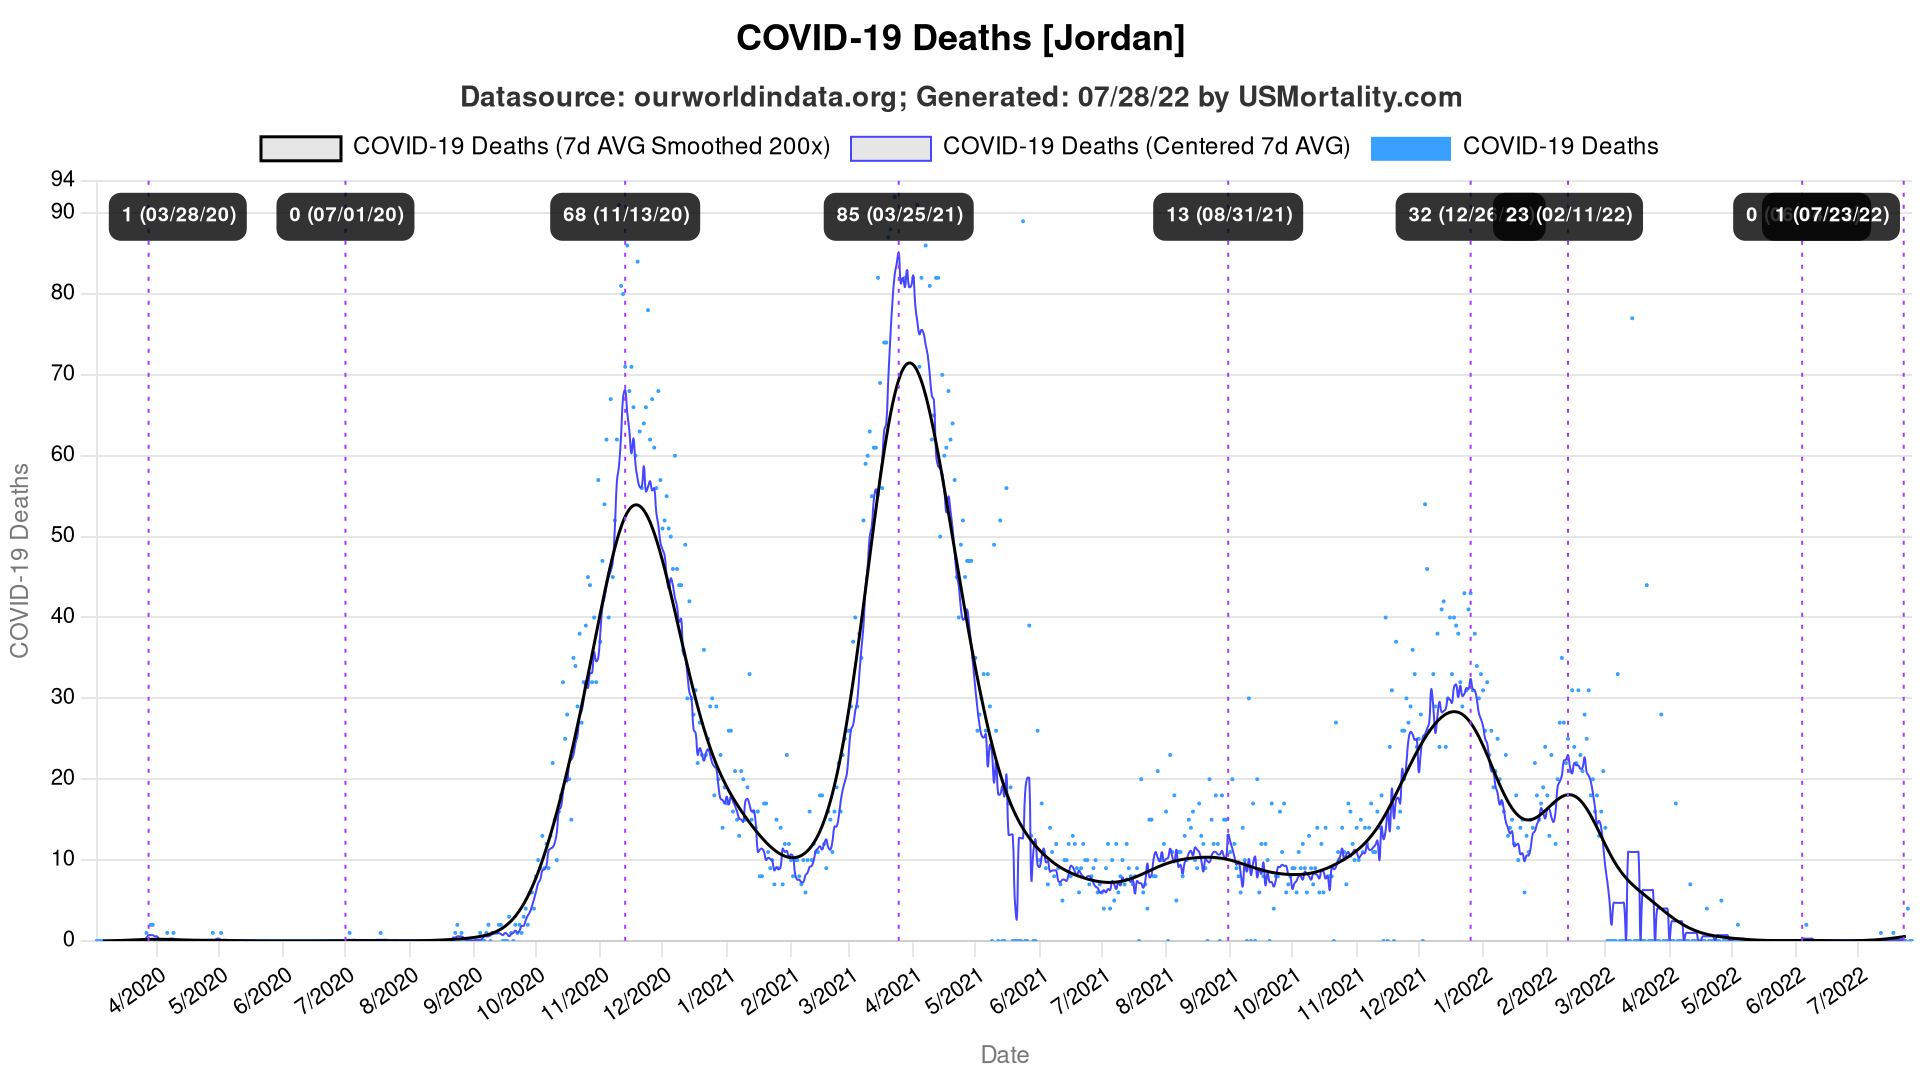 COVID-19 Deaths [Jordan]
Datasource: ourworldindata.org; Generated: 07/28/22 by USMortality.com
COVID-19 Deaths (7d AVG Smoothed 200x) COVID-19 Deaths (Centered 7d AVG) COVID-19 Deaths
94
90
80
70
60
50
40
30
20
10
0
COVID-19 Deaths
1 (03/28/20) 0 (07/01/20) 68 (11/13/20) 85 (03/25/21) 13 (08/31/21) 32 (12/26/ 23 (02/11/22) 0 1 (07/23/22)
4/2020 5/2020 6/2020 7/2020 8/2020 9/2020 10/2020 11/2020 12/2020 1/2021 2/2021 3/2021 4/2021 5/2021 6/2021 7/2021 8/2021 9/2021 10/2021 11/2021 12/2021 1/2022 2/2022 3/2022 4/2022 5/2022 6/2022 7/2022
Date